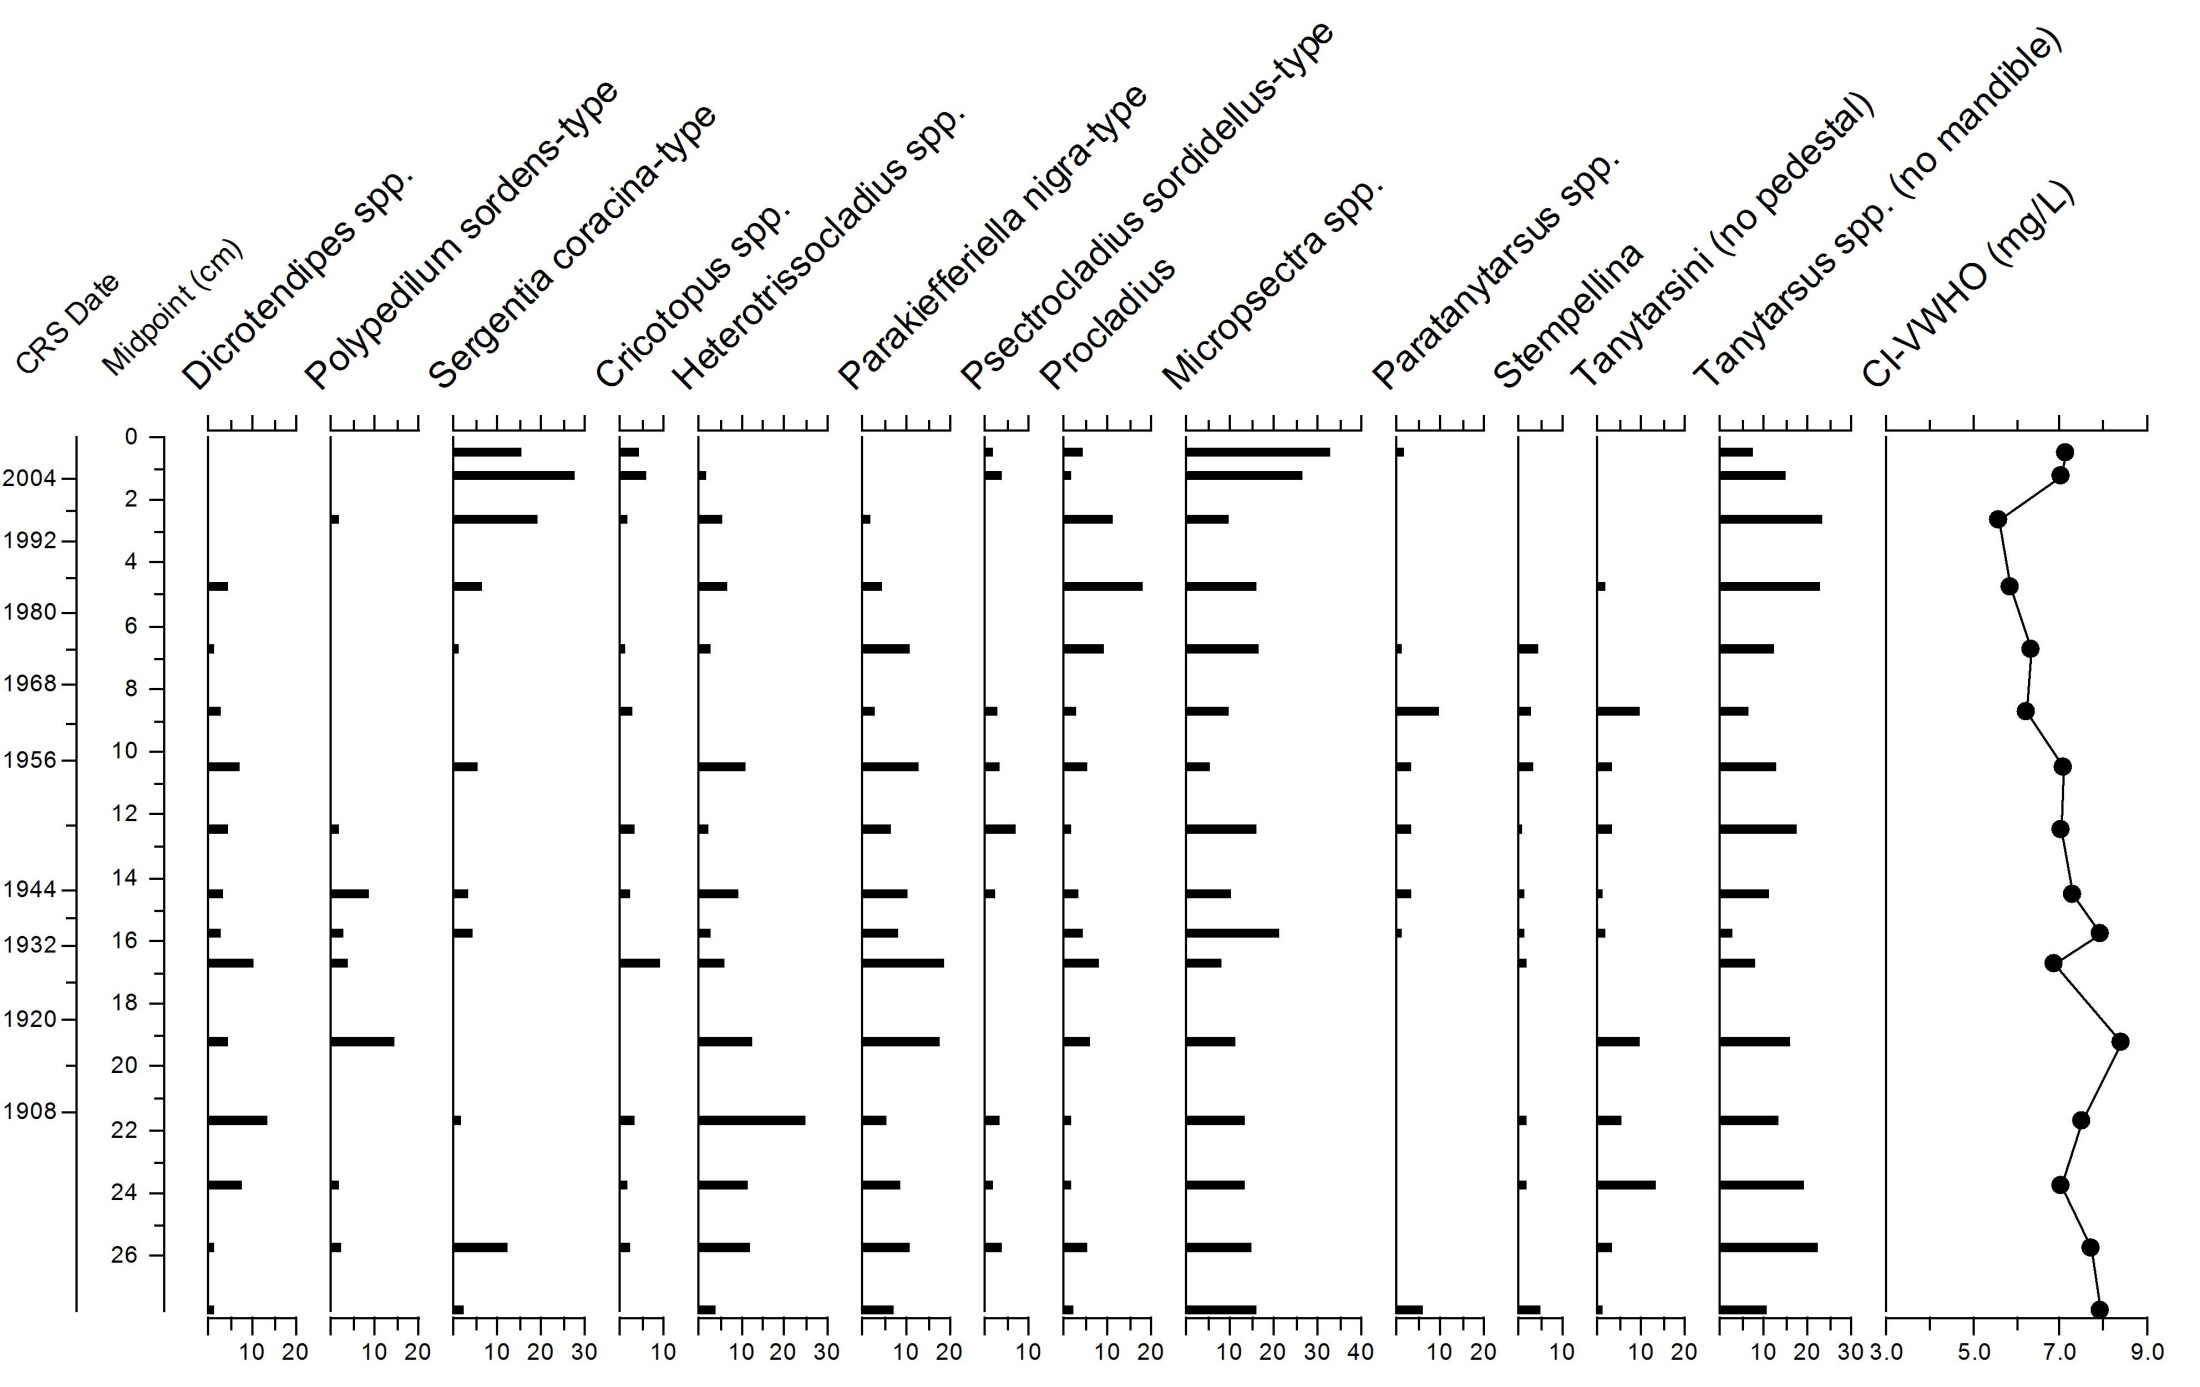 CRS Date
Midpoint (cm)
Dicrotendipes spp.
Polypedilum sordens-type
Sergentia coracina-type
Cricotopus spp.
Heterotrissocladius spp.
Parakiefferiella nigra-type
Psectrocladius sordidellus-type
Procladius
Micropsectra spp.
Paratanytarsus spp.
Stempellina
Tanytarsini (no pedestal)
Tanytarsus spp. (no mandible)
CI-VWHO (mg/L)
2004
1992
1980
1968
1956
1944
1932
1920
1908
0
2
4
6
8
10
12
14
16
18
20
22
24
26
10 20
10 20
10 20 30
10
10 20 30
10 20
10
10 20
10 20 30 40
10 20
10
10 20
10 20 30
3.0 5.0 7.0 9.0